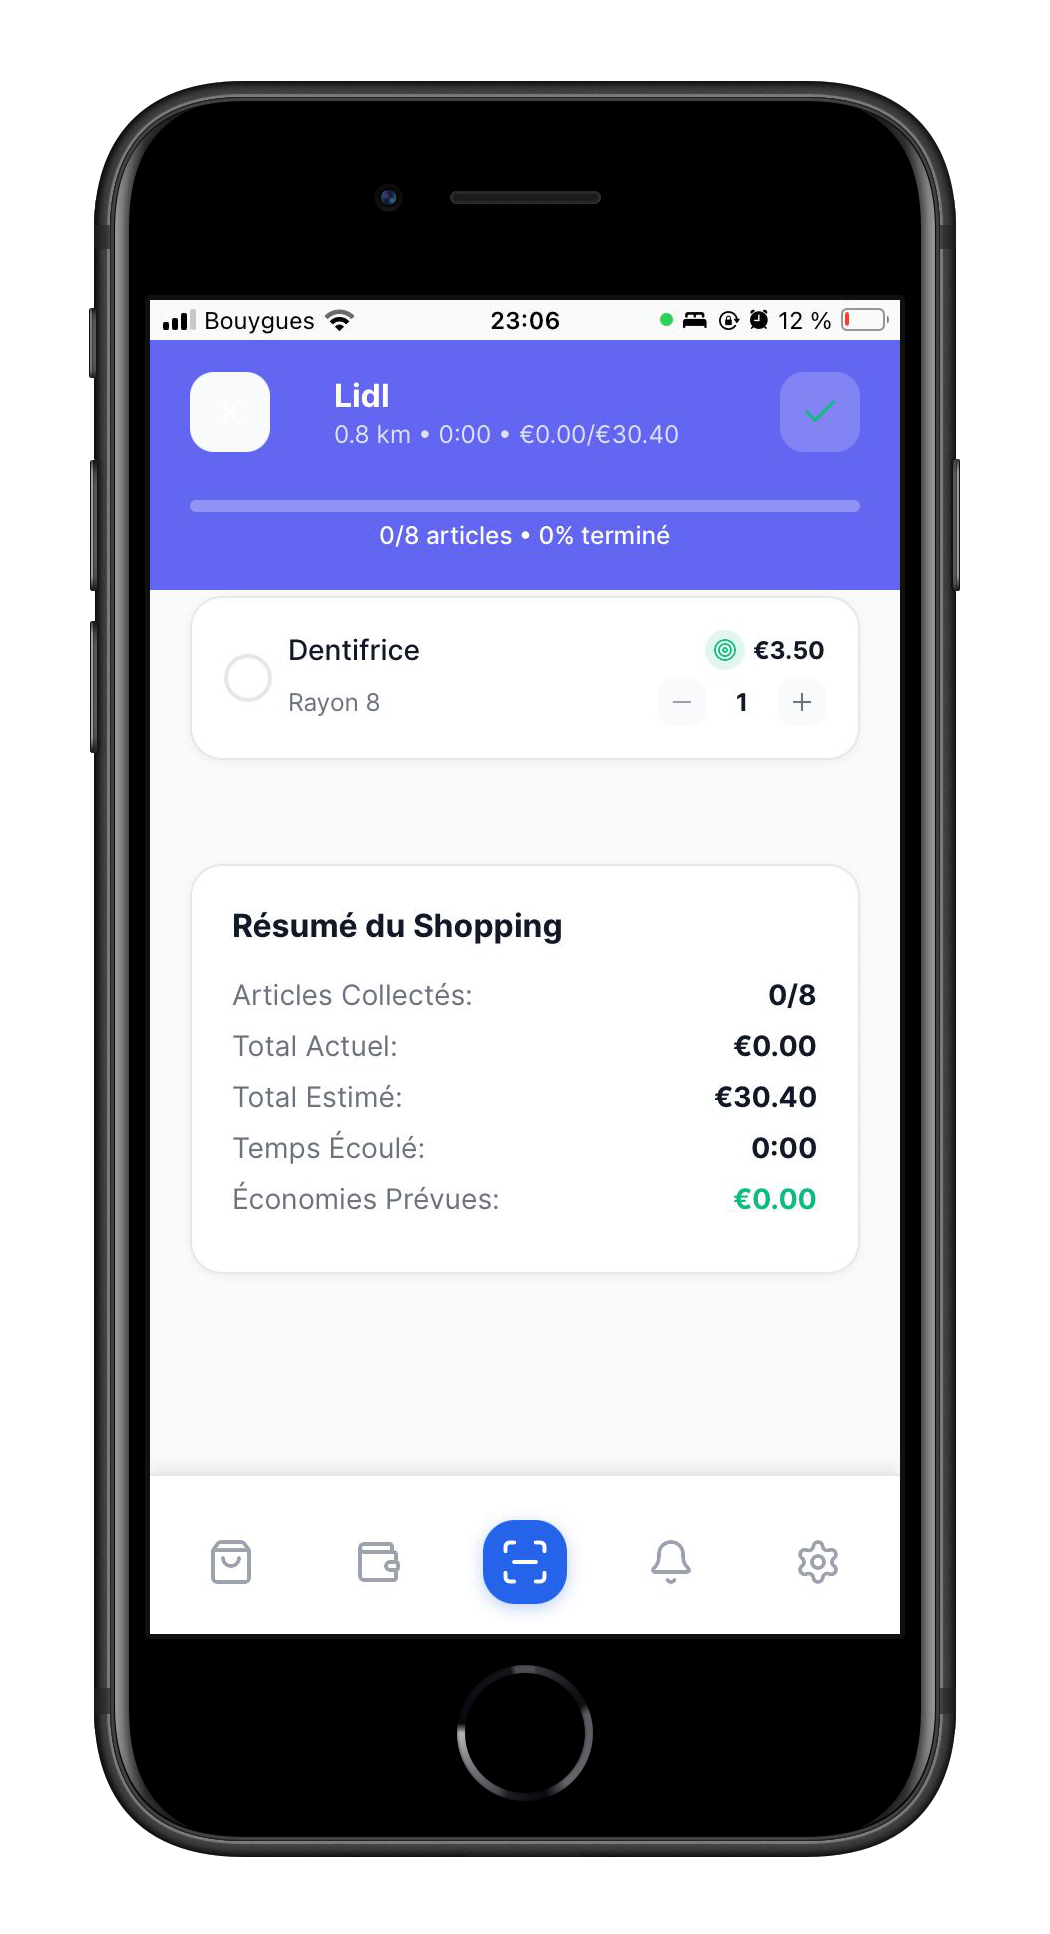 Bouygues 23:06 12 %
Lidl
0.8 km • 0:00 • €0.00/€30.40
0/8 articles • 0% terminé
Dentifrice €3.50
Rayon 8 1
Résumé du Shopping
Articles Collectés: 0/8
Total Actuel: €0.00
Total Estimé: €30.40
Temps Écoulé: 0:00
Économies Prévues: €0.00